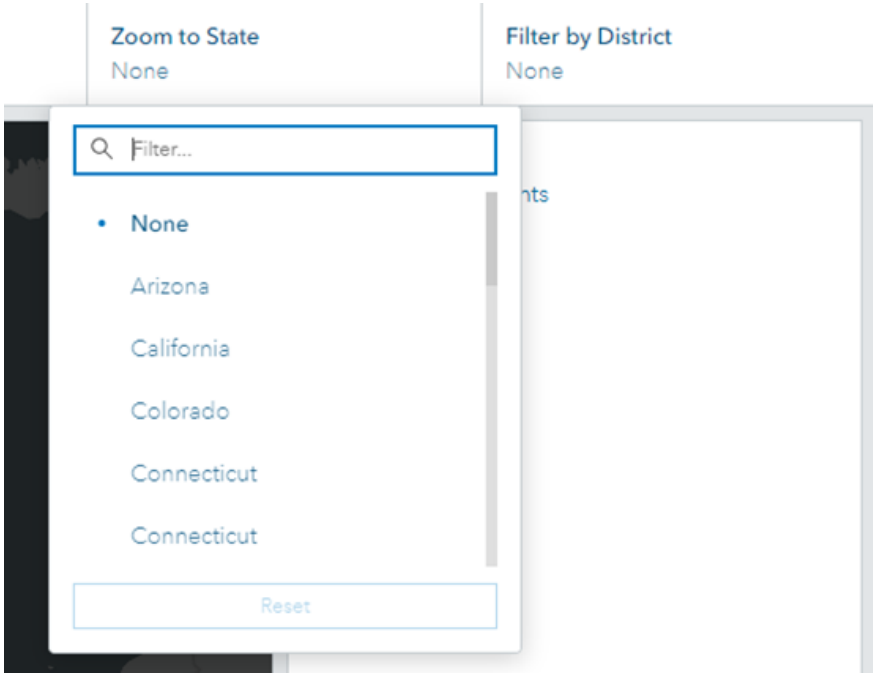 Zoom to State
None
Filter by District
None
Filter...
nts
None
Arizona
California
Colorado
Connecticut
Connecticut
Reset